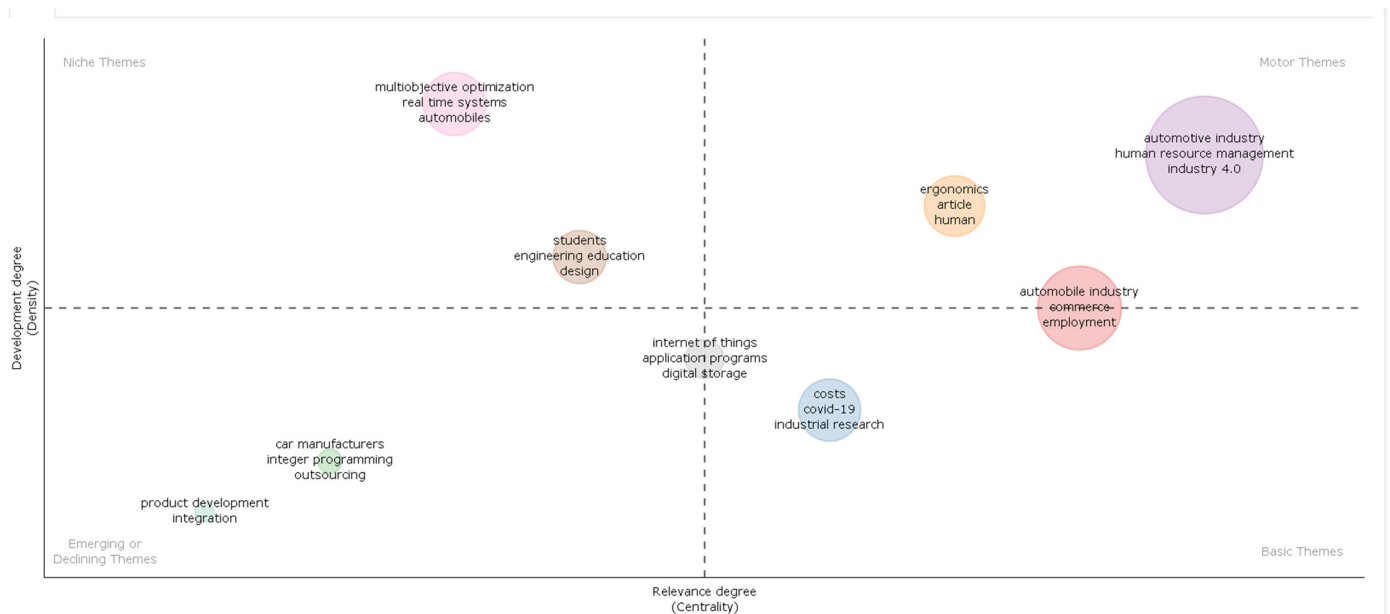 Niche Themes
Motor Themes
multiobjective optimization
real time systems
automobiles
automotive industry
human resource management
industry 4.0
ergonomics
article
human
students
engineering education
design
automobile industry
commerce
employment
Development degree
(Density)
internet of things
application programs
digital storage
costs
covid-19
industrial research
car manufacturers
integer programming
outsourcing
product development
integration
Emerging or
Declining Themes
Basic Themes
Relevance degree
(Centrality)